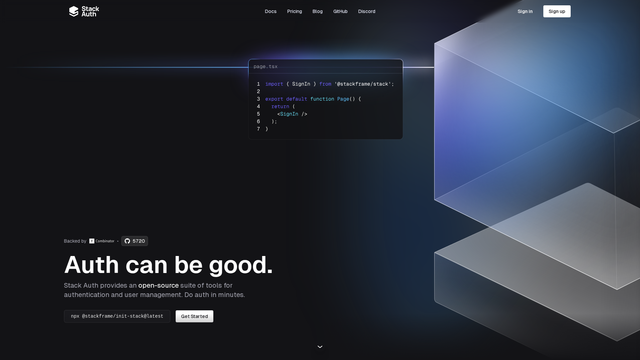 Stack Auth
Docs Pricing Blog GitHub Discord
Sign in Sign up
page.tsx
1 import { SignIn } from '@stackframe/stack';
2
3 export default function Page() {
4 return (
5 <SignIn />
6 );
7 }
Backed by Y Combinator 5720
Auth can be good.
Stack Auth provides an open-source suite of tools for
authentication and user management. Do auth in minutes.
npx @stackframe/init-stack@latest Get Started